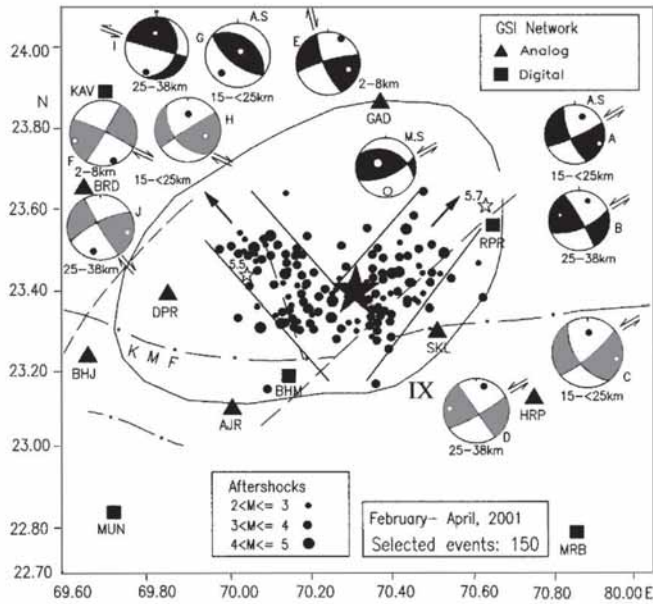 24.00
N
23.80
23.60
23.40
23.20
23.00
22.80
22.70
69.60
69.80
70.00
70.20
70.40
70.60
80.00E
I
25-38km
A.S
G
15-<25km
E
2-8km
GSI Network
Analog
Digital
KAV
GAD
F
2-8km
H
15-<25km
M.S
A.S
A
15-<25km
BRD
J
25-38km
5.7
RPR
B
25-38km
5.5
DPR
KMF
BHJ
BHM
SKL
AJR
IX
C
15-<25km
D
25-38km
HRP
MUN
MRB
Aftershocks
2<M<= 3
3<M<= 4
4<M<= 5
February- April, 2001
Selected events: 150